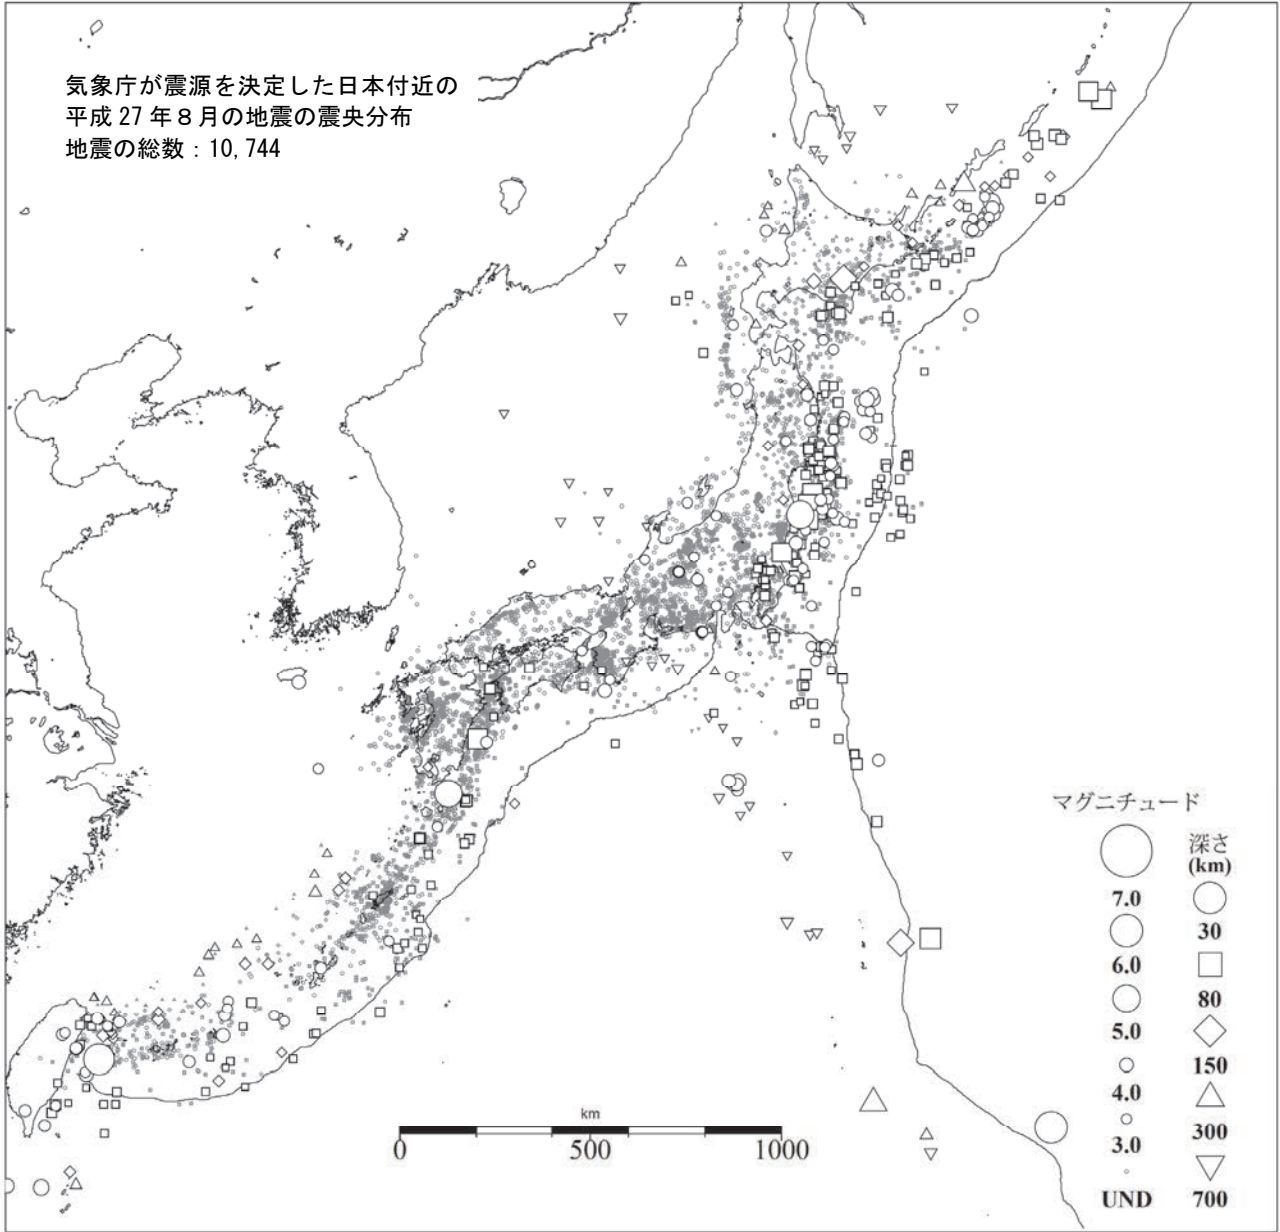 気象庁が震源を決定した日本付近の
平成27年8月の地震の震央分布
地震の総数：10,744
マグニチュード
深さ
(km)
7.0
30
6.0
80
5.0
150
4.0
300
3.0
UND
700
km
0
500
1000